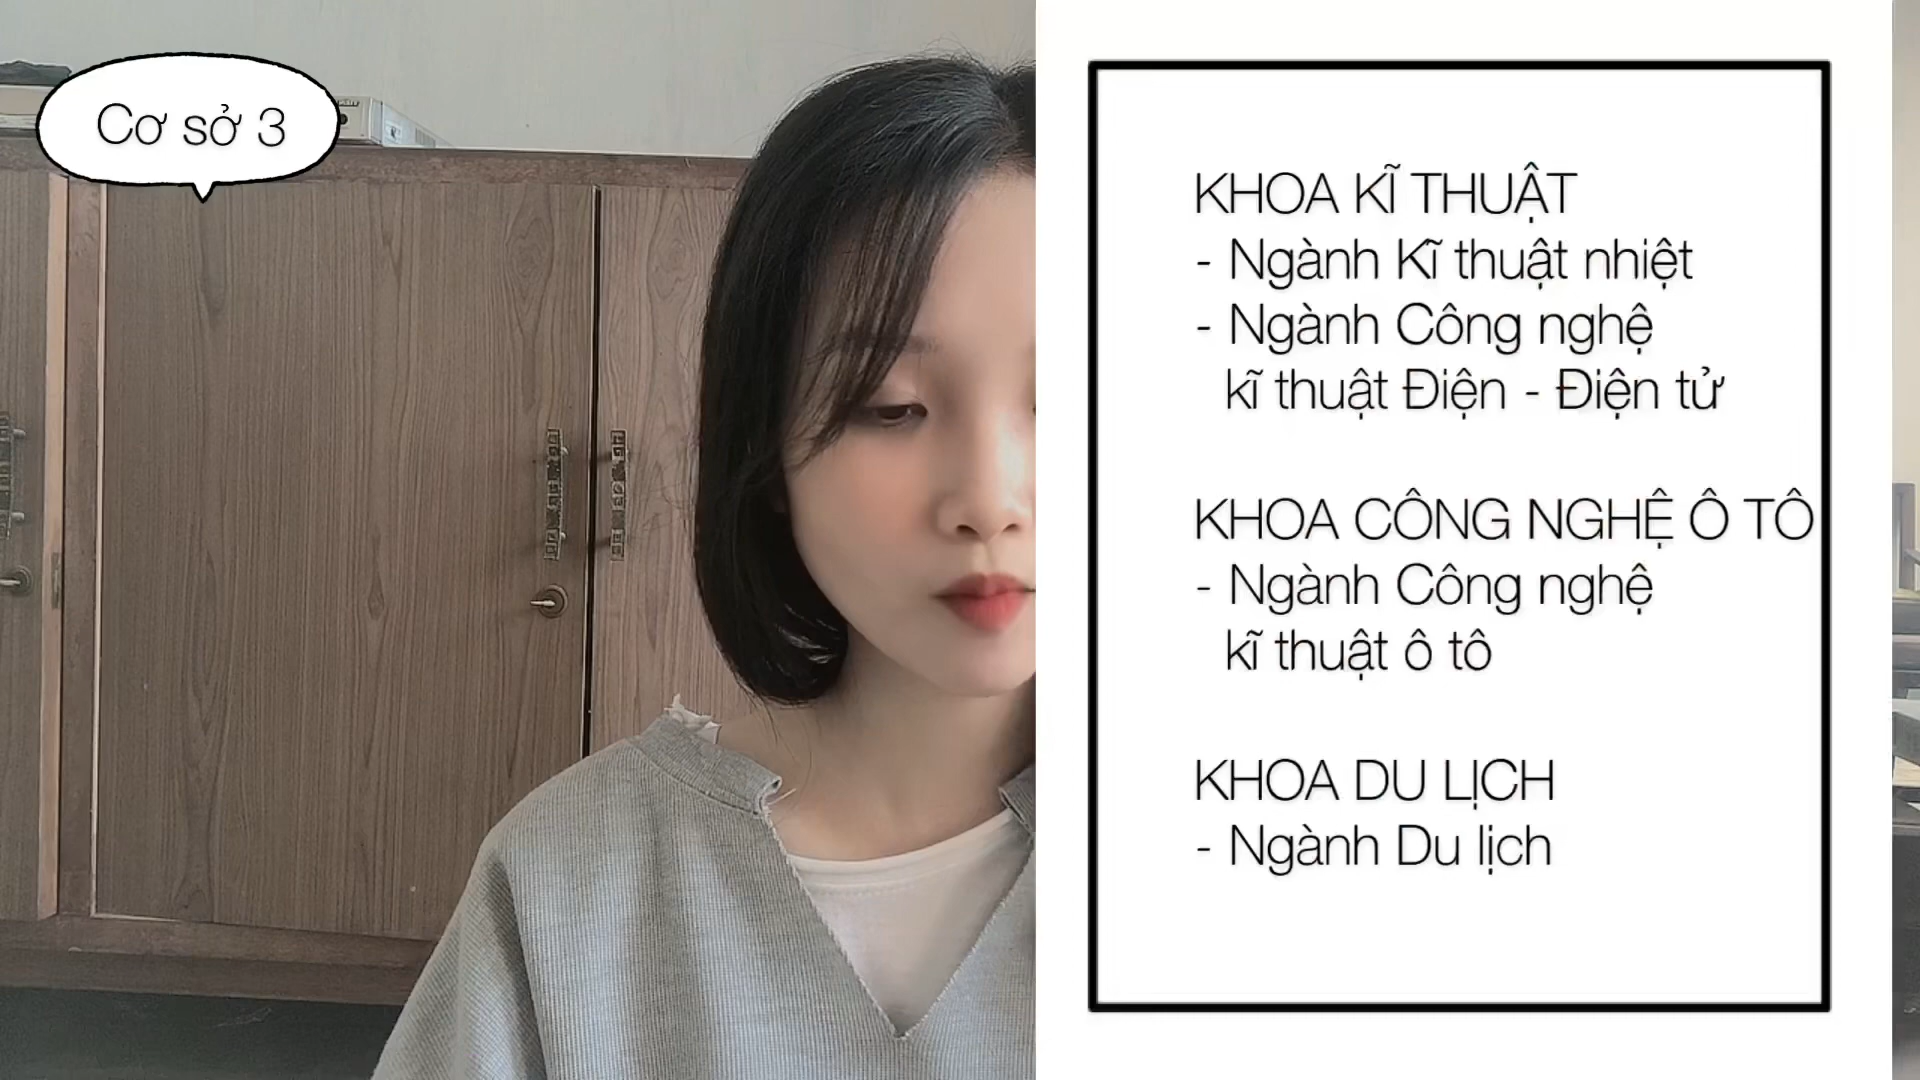 Cơ sở 3
KHOA KĨ THUẬT
- Ngành Kĩ thuật nhiệt
- Ngành Công nghệ
kĩ thuật Điện - Điện tử
KHOA CÔNG NGHỆ Ô TÔ
- Ngành Công nghệ
kĩ thuật ô tô
KHOA DU LỊCH
- Ngành Du lịch